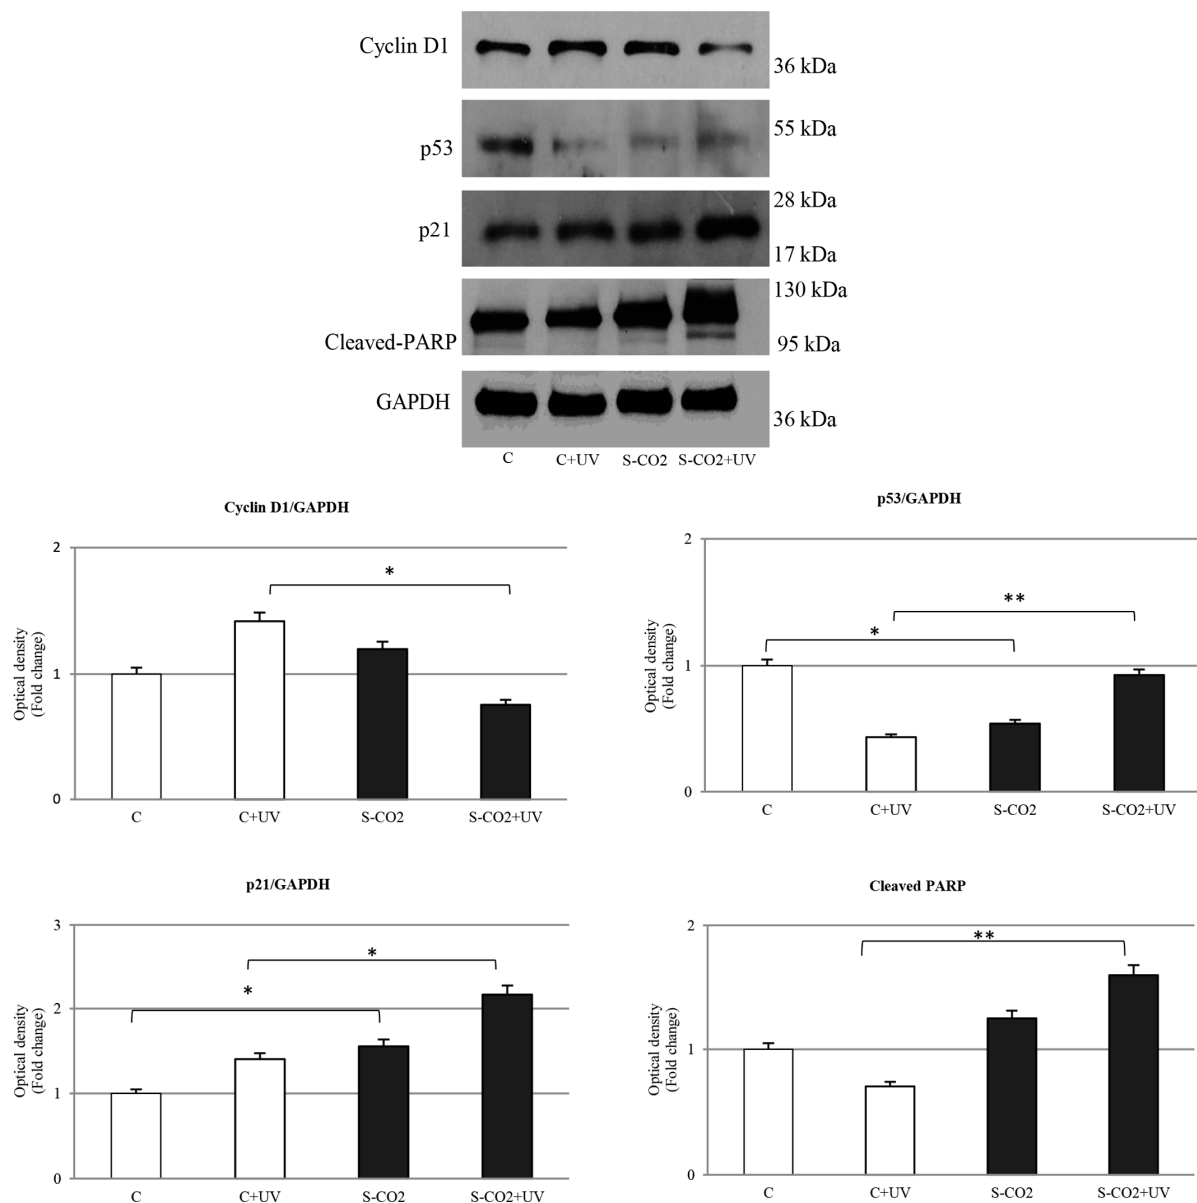 Cyclin D1
36 kDa
55 kDa
p53
28 kDa
p21
17 kDa
130 kDa
Cleaved-PARP
95 kDa
GAPDH
36 kDa
C C+UV S-CO2 S-CO2+UV
Cyclin D1/GAPDH
Optical density
(Fold change)
2
1
0
*
C C+UV S-CO2 S-CO2+UV
p53/GAPDH
Optical density
(Fold change)
2
1
0
**
*
C C+UV S-CO2 S-CO2+UV
p21/GAPDH
Optical density
(Fold change)
3
2
1
0
*
*
C C+UV S-CO2 S-CO2+UV
Cleaved PARP
Optical density
(Fold change)
2
1
0
**
C C+UV S-CO2 S-CO2+UV